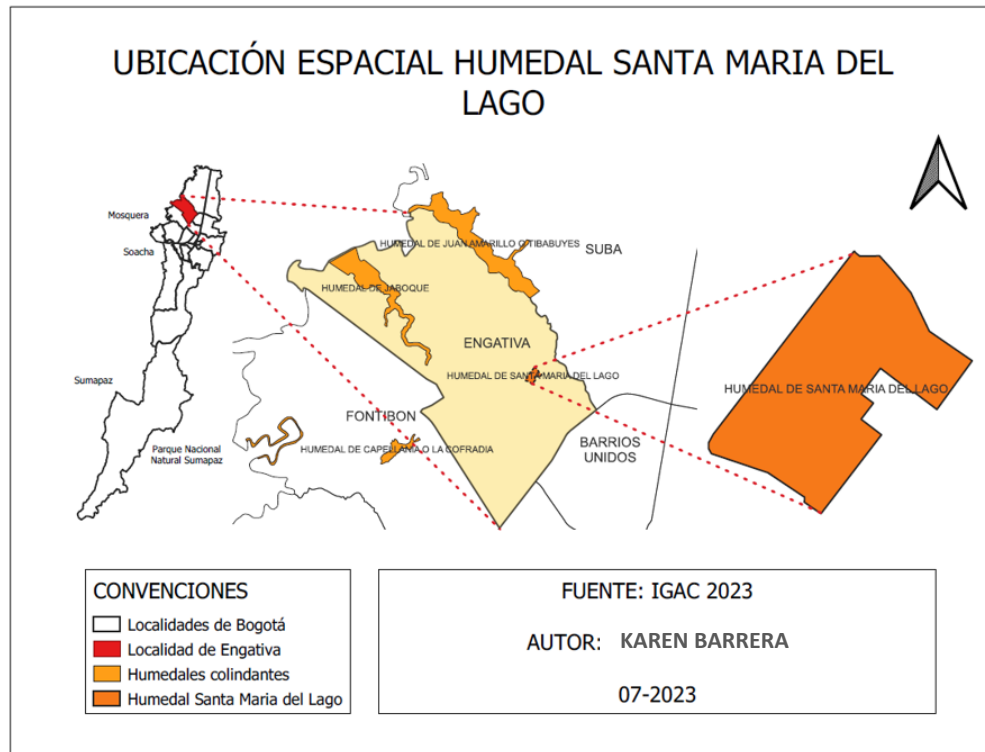 UBICACIÓN ESPACIAL HUMEDAL SANTA MARIA DEL
LAGO
Mosquera
Soacha
Sumapaz
Parque Nacional
Natural Sumapaz
HUMEDAL DE JUAN AMARILLO O TIBABUYES
SUBA
HUMEDAL DE JABOQUE
ENGATIVA
HUMEDAL DE SANTA MARIA DEL LAGO
FONTIBON
HUMEDAL DE CAPELLANIA O LA COFRADIA
BARRIOS
UNIDOS
HUMEDAL DE SANTA MARIA DEL LAGO
CONVENCIONES
Localidades de Bogotá
Localidad de Engativa
Humedales colindantes
Humedal Santa Maria del Lago
FUENTE: IGAC 2023
AUTOR: KAREN BARRERA
07-2023